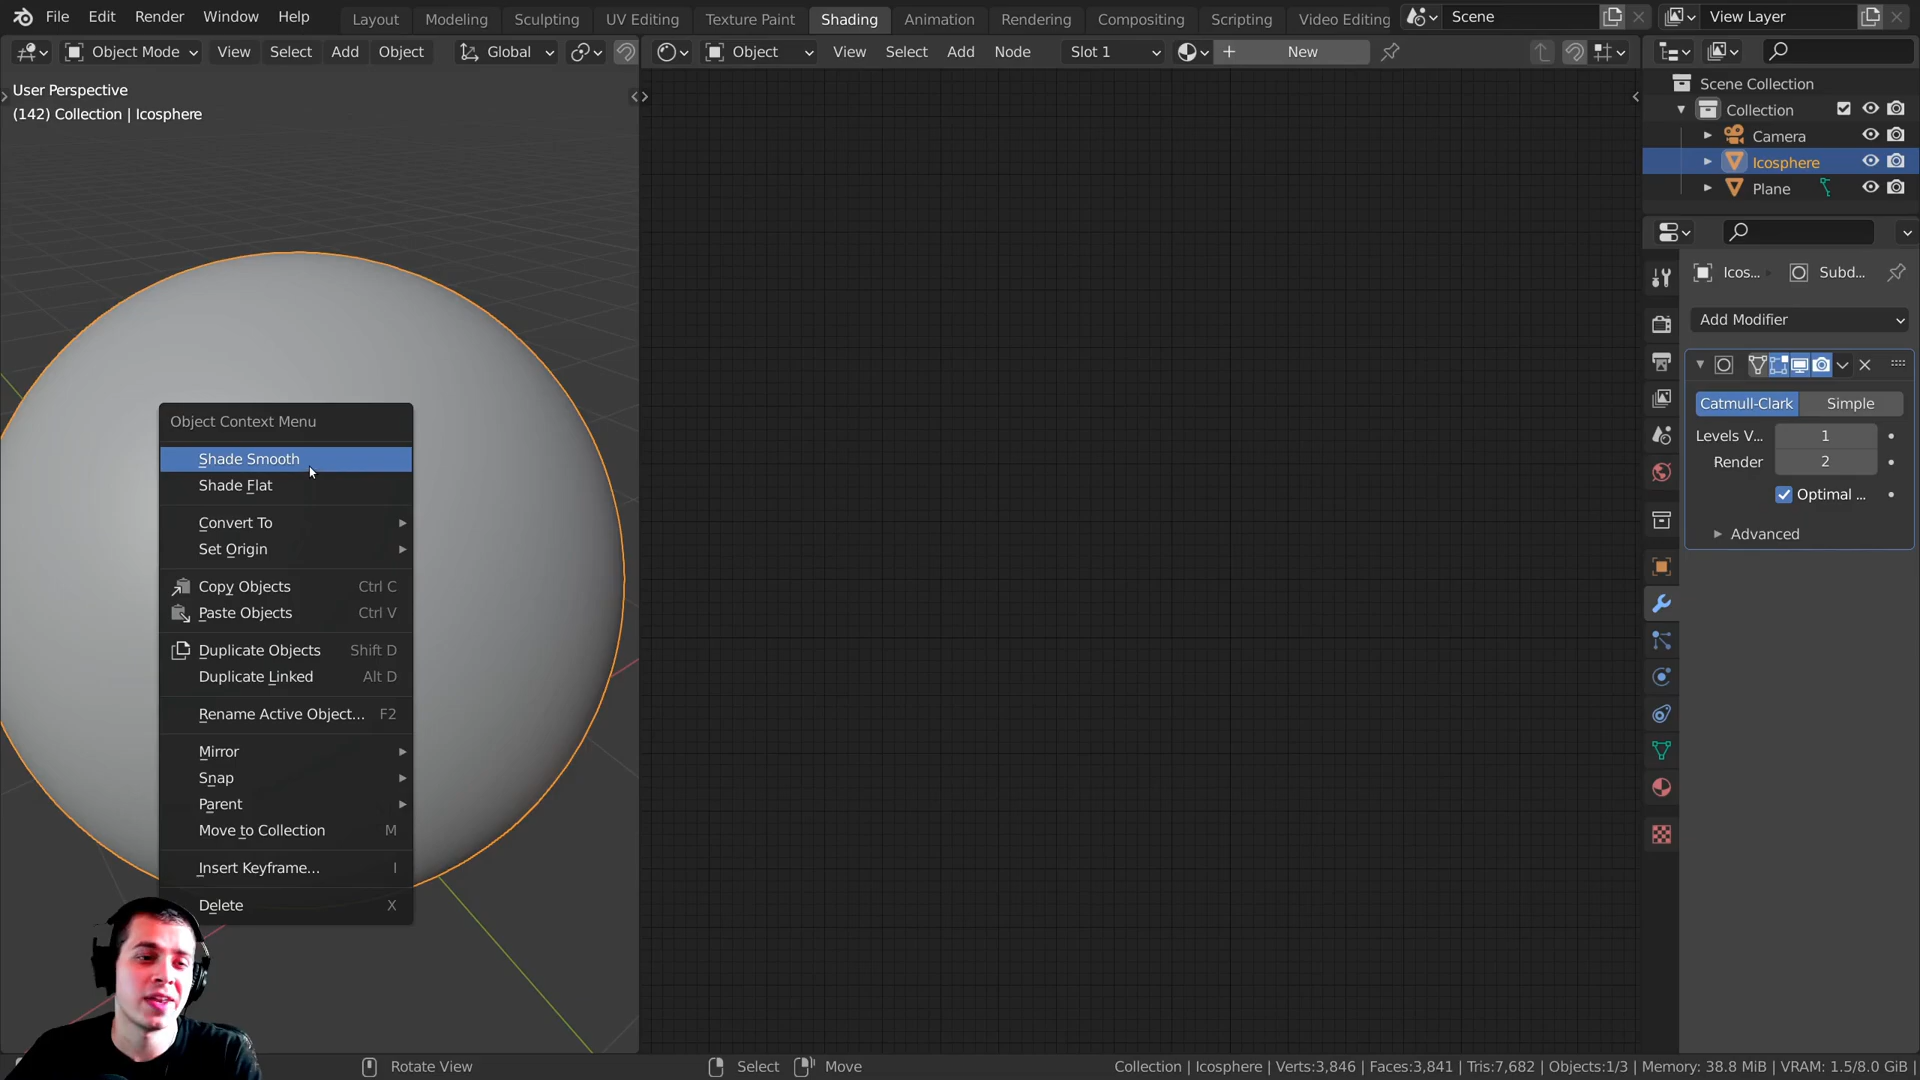 File Edit Render Window Help Layout Modeling Sculpting UV Editing Texture Paint Shading Animation Rendering Compositing Scripting Video Editing Scene View Layer
Object Mode View Select Add Object Global Object View Select Add Node Slot 1 New
User Perspective
(142) Collection | Icosphere
Object Context Menu
Shade Smooth
Shade Flat
Convert To
Set Origin
Copy Objects Ctrl C
Paste Objects Ctrl V
Duplicate Objects Shift D
Duplicate Linked Alt D
Rename Active Object... F2
Mirror
Snap
Parent
Move to Collection M
Insert Keyframe... I
Delete X
Scene Collection
Collection
Camera
Icosphere
Plane
Icos... Subd...
Add Modifier
Catmull-Clark Simple
Levels V... 1
Render 2
Optimal ...
Advanced
Rotate View Select Move Collection | Icosphere | Verts:3,846 | Faces:3,841 | Tris:7,682 | Objects:1/3 | Memory: 38.8 MiB | VRAM: 1.5/8.0 GiB |